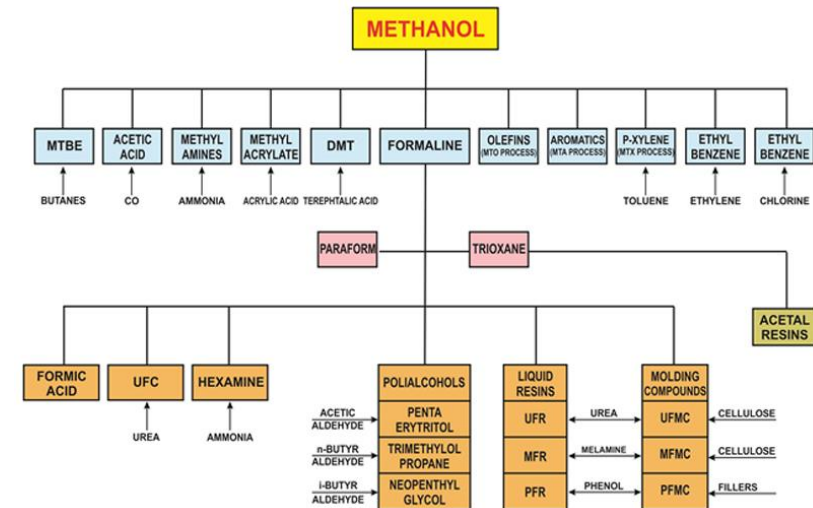 METHANOL
MTBE
ACETIC
ACID
METHYL
AMINES
METHYL
ACRYLATE
DMT
FORMALINE
OLEFINS
(MTO PROCESS)
AROMATICS
(MTA PROCESS)
P-XYLENE
(MTX PROCESS)
ETHYL
BENZENE
ETHYL
BENZENE
BUTANES
CO
AMMONIA
ACRYLIC ACID
TEREPHTALIC ACID
TOLUENE
ETHYLENE
CHLORINE
PARAFORM
TRIOXANE
ACETAL
RESINS
FORMIC
ACID
UFC
HEXAMINE
UREA
AMMONIA
POLIALCOHOLS
LIQUID
RESINS
MOLDING
COMPOUNDS
ACETIC
ALDEHYDE
PENTA
ERYTRITOL
UFR
UREA
UFMC
CELLULOSE
n-BUTYR
ALDEHYDE
TRIMETHYLOL
PROPANE
MFR
MELAMINE
MFMC
CELLULOSE
i-BUTYR
ALDEHYDE
NEOPENTHYL
GLYCOL
PFR
PHENOL
PFMC
FILLERS